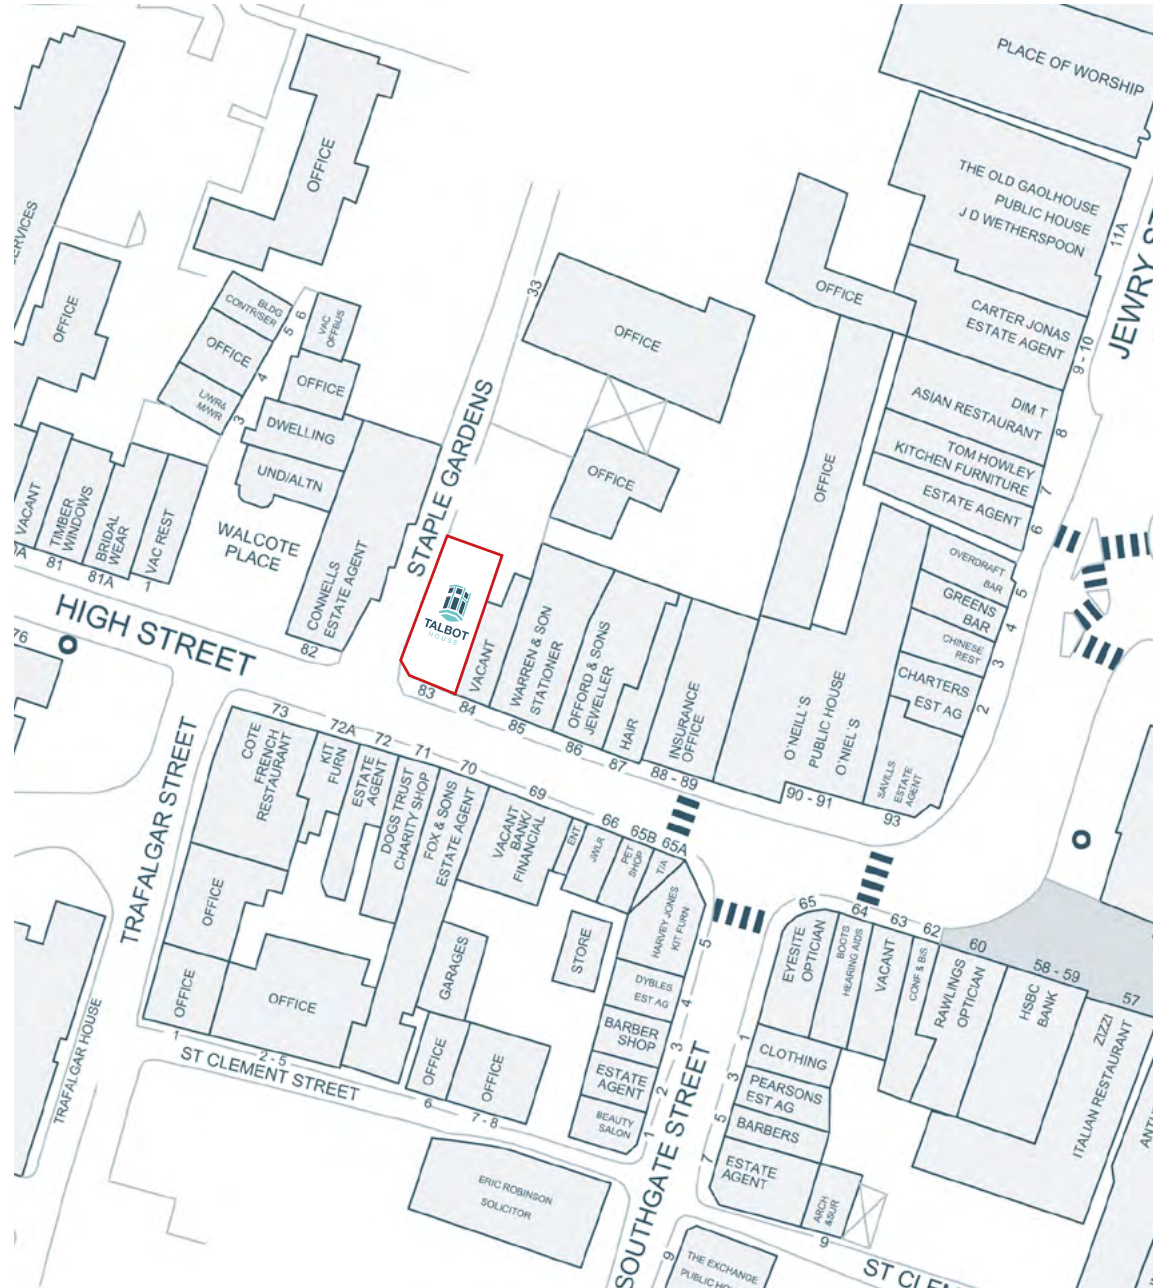 PLACE OF WORSHIP
THE OLD GAOLHOUSE
PUBLIC HOUSE
J D WETHERSPOON
11A
JEWRY ST
OFFICE
OFFICE
33
OFFICE
OFFICE
CARTER JONAS
ESTATE AGENT
9 - 10
DIM T
ASIAN RESTAURANT
8
TOM HOWLEY
KITCHEN FURNITURE
7
ESTATE AGENT
6
BLDG
CONTR/SER
5
6
VAC
OFFBUS
OFFICE
4
OFFICE
L/WR&
M/WR
3
DWELLING
UND/ALTN
STAPLE GARDENS
OFFICE
OFFICE
OVERDRAFT
BAR
5
GREENS
BAR
4
CHINESE
REST
3
CHARTERS
EST AG
2
VACANT
TIMBER
WINDOWS
81
BRIDAL
WEAR
81A
VAC REST
1
WALCOTE
PLACE
CONNELLS
ESTATE AGENT
82
TALBOT
HOUSE
83
VACANT
84
WARREN & SON
STATIONER
85
OFFORD & SONS
JEWELLER
86
HAIR
87
INSURANCE
OFFICE
88 - 89
O'NEILL'S
PUBLIC HOUSE
O'NIEL'S
90 - 91
SAVILLS
ESTATE
AGENT
93
HIGH STREET
76
TRAFALGAR STREET
73
COTE
FRENCH
RESTAURANT
72A
KIT
FURN
72
ESTATE
AGENT
71
DOGS TRUST
CHARITY SHOP
70
FOX & SONS
ESTATE AGENT
69
VACANT
BANK/
FINANCIAL
ENT
66
JWLR
65B
PET
SHOP
65A
T/A
HARVEY JONES
KIT FURN
5
OFFICE
STORE
GARAGES
DYBLES
EST AG
4
BARBER
SHOP
3
ESTATE
AGENT
2
BEAUTY
SALON
1
OFFICE
OFFICE
OFFICE
OFFICE
1
2 - 5
ST CLEMENT STREET
6
7 - 8
TRAFALGAR HOUSE
SOUTHGATE STREET
65
EYESITE
OPTICIAN
64
BOOTS
HEARING AIDS
63
VACANT
62
CONF & BIS
60
RAWLINGS
OPTICIAN
58 - 59
HSBC
BANK
57
ZIZZI
ITALIAN RESTAURANT
1
CLOTHING
3
PEARSONS
EST AG
5
BARBERS
7
ESTATE
AGENT
ARCH
&SUR
9
ERIC ROBINSON
SOLICITOR
9
THE EXCHANGE
ST CLEM